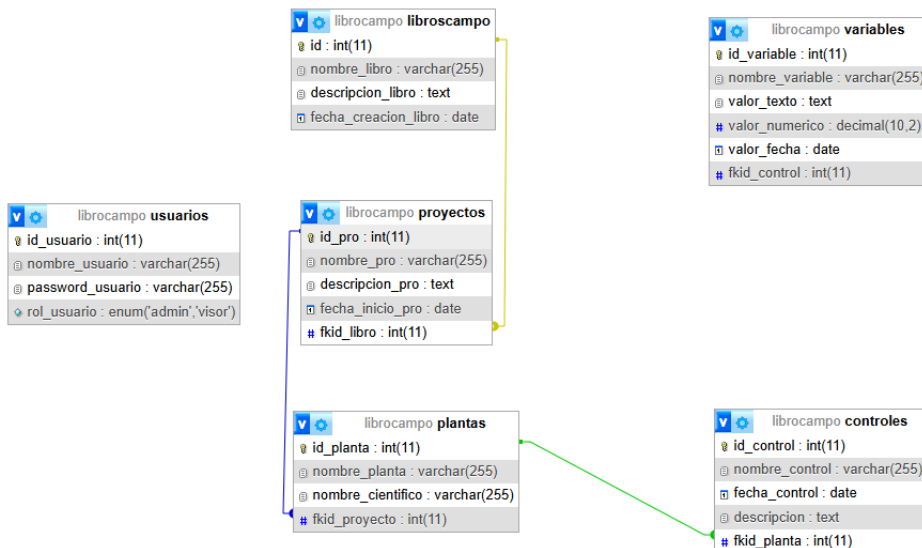 librocampo libroscampo
id : int(11)
nombre_libro : varchar(255)
descripcion_libro : text
fecha_creacion_libro : date
librocampo variables
id_variable : int(11)
nombre_variable : varchar(255)
valor_texto : text
# valor_numerico : decimal(10,2)
valor_fecha : date
# fkid_control : int(11)
librocampo usuarios
id_usuario : int(11)
nombre_usuario : varchar(255)
password_usuario : varchar(255)
rol_usuario : enum('admin','visor')
librocampo proyectos
id_pro : int(11)
nombre_pro : varchar(255)
descripcion_pro : text
fecha_inicio_pro : date
# fkid_libro : int(11)
librocampo plantas
id_planta : int(11)
nombre_planta : varchar(255)
nombre_cientifico : varchar(255)
# fkid_proyecto : int(11)
librocampo controles
id_control : int(11)
nombre_control : varchar(255)
fecha_control : date
descripcion : text
# fkid_planta : int(11)